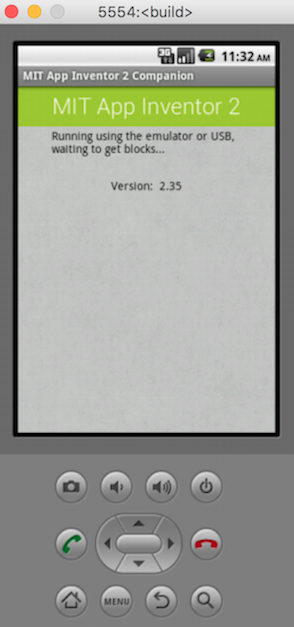 5554:<build>
3G
11:32 AM
MIT App Inventor 2 Companion
MIT App Inventor 2
Running using the emulator or USB,
waiting to get blocks...
Version: 2.35
MENU